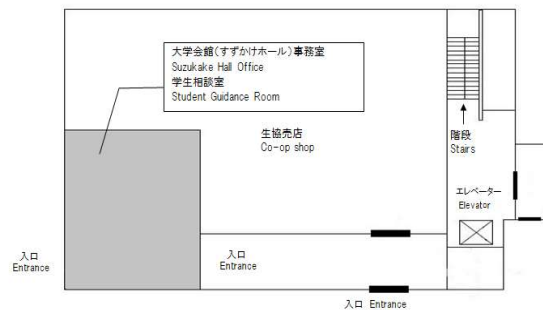 大学会館(すずかけホール)事務室
Suzukake Hall Office
学生相談室
Student Guidance Room
生協売店
Co-op shop
階段
Stairs
エレベーター
Elevator
入口
Entrance
入口
Entrance
入口 Entrance